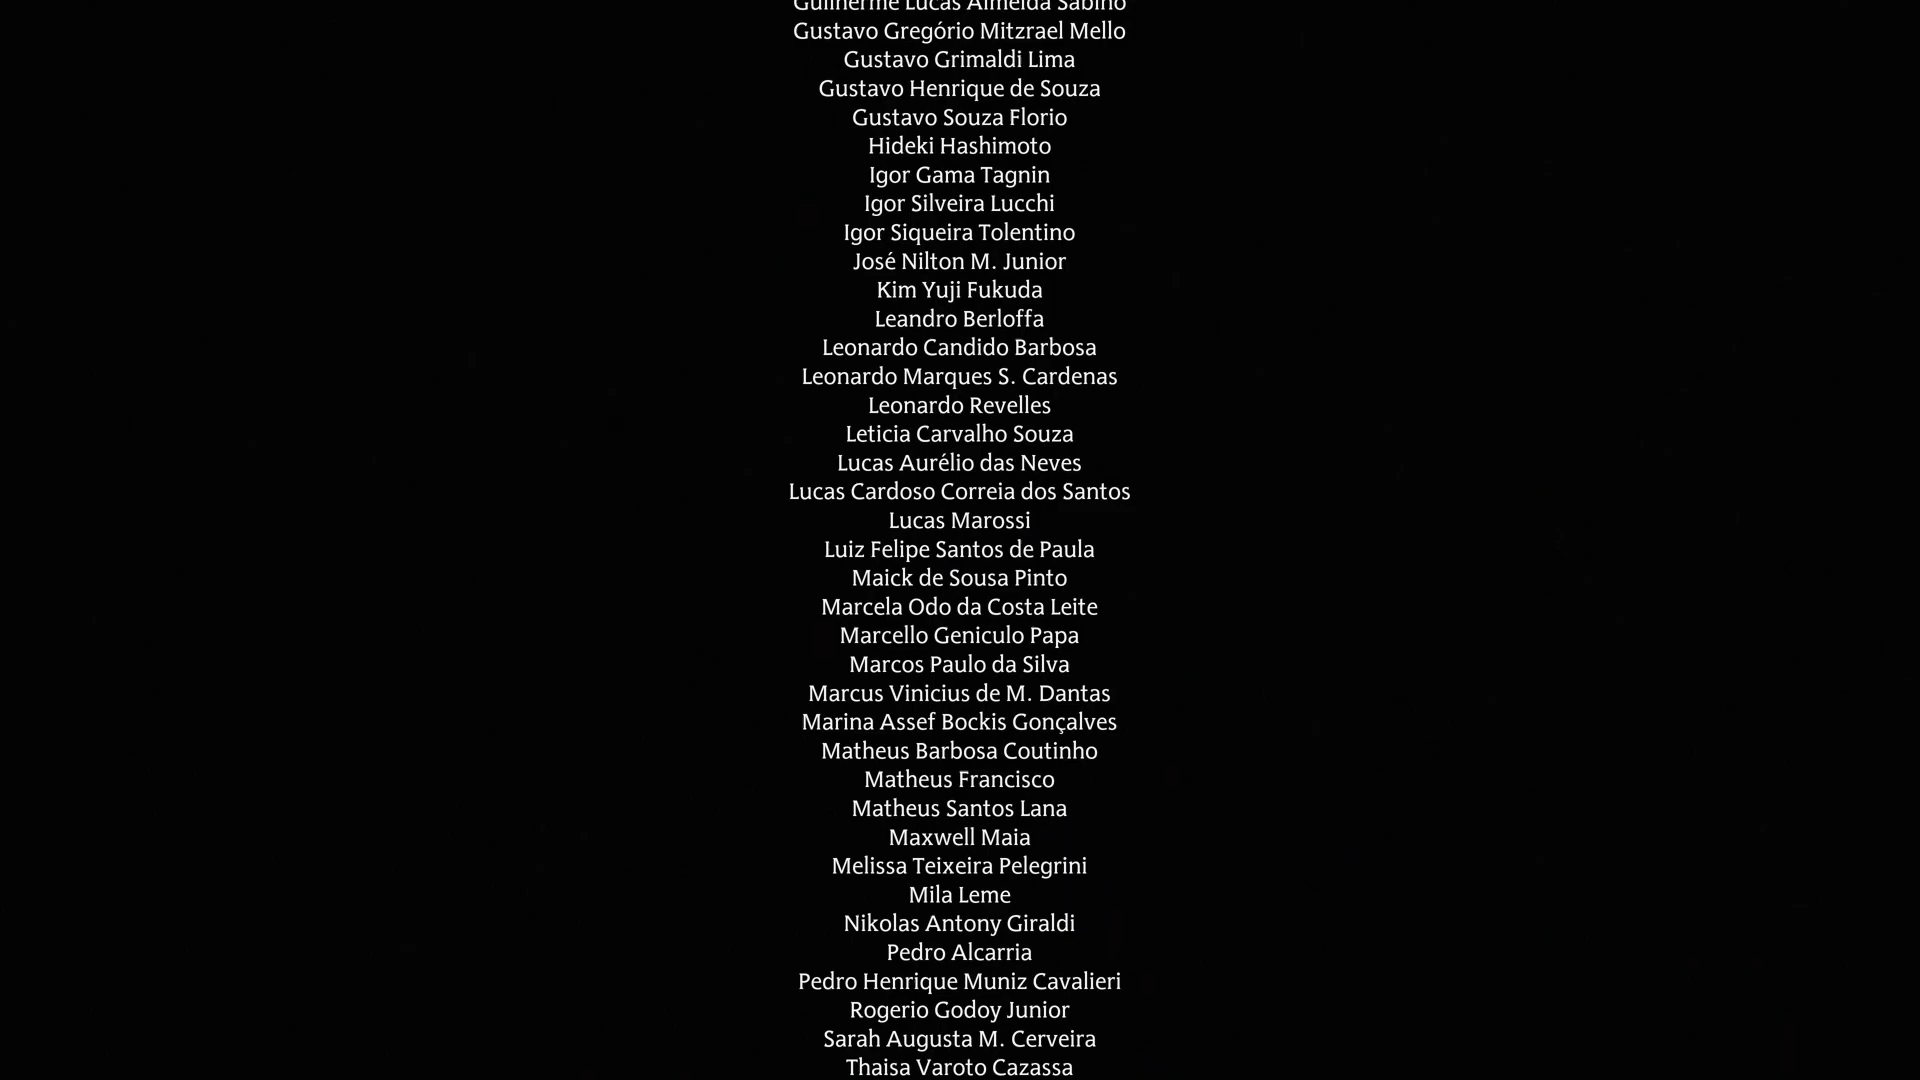 Guilherme Lucas Almeida Sabino
Gustavo Gregório Mitzrael Mello
Gustavo Grimaldi Lima
Gustavo Henrique de Souza
Gustavo Souza Florio
Hideki Hashimoto
Igor Gama Tagnin
Igor Silveira Lucchi
Igor Siqueira Tolentino
José Nilton M. Junior
Kim Yuji Fukuda
Leandro Berloffa
Leonardo Candido Barbosa
Leonardo Marques S. Cardenas
Leonardo Revelles
Leticia Carvalho Souza
Lucas Aurélio das Neves
Lucas Cardoso Correia dos Santos
Lucas Marossi
Luiz Felipe Santos de Paula
Maick de Sousa Pinto
Marcela Odo da Costa Leite
Marcello Geniculo Papa
Marcos Paulo da Silva
Marcus Vinicius de M. Dantas
Marina Assef Bockis Gonçalves
Matheus Barbosa Coutinho
Matheus Francisco
Matheus Santos Lana
Maxwell Maia
Melissa Teixeira Pelegrini
Mila Leme
Nikolas Antony Giraldi
Pedro Alcarria
Pedro Henrique Muniz Cavalieri
Rogerio Godoy Junior
Sarah Augusta M. Cerveira
Thaisa Varoto Cazassa